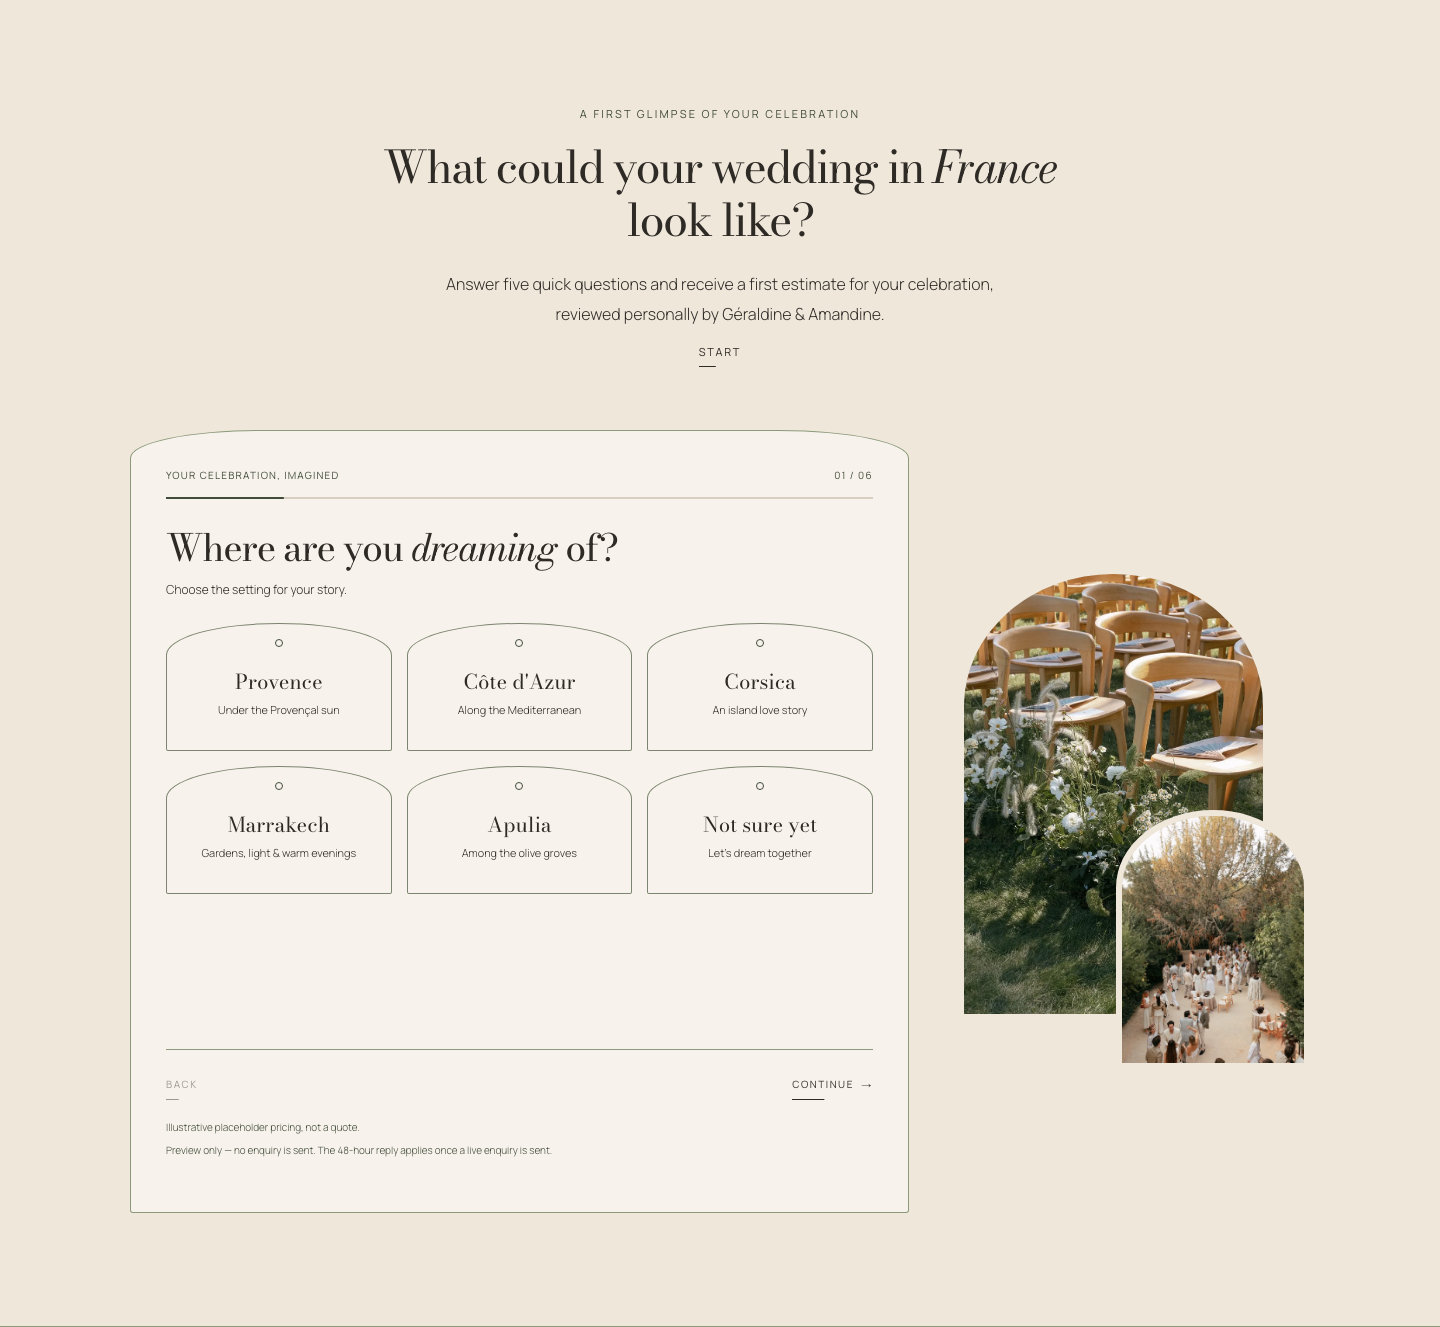 A FIRST GLIMPSE OF YOUR CELEBRATION
What could your wedding in France
look like?
Answer five quick questions and receive a first estimate for your celebration,
reviewed personally by Géraldine & Amandine.
START
YOUR CELEBRATION, IMAGINED
01 / 06
Where are you dreaming of?
Choose the setting for your story.
Provence
Under the Provençal sun
Côte d'Azur
Along the Mediterranean
Corsica
An island love story
Marrakech
Gardens, light & warm evenings
Apulia
Among the olive groves
Not sure yet
Let's dream together
BACK
CONTINUE →
Illustrative placeholder pricing, not a quote.
Preview only — no enquiry is sent. The 48-hour reply applies once a live enquiry is sent.